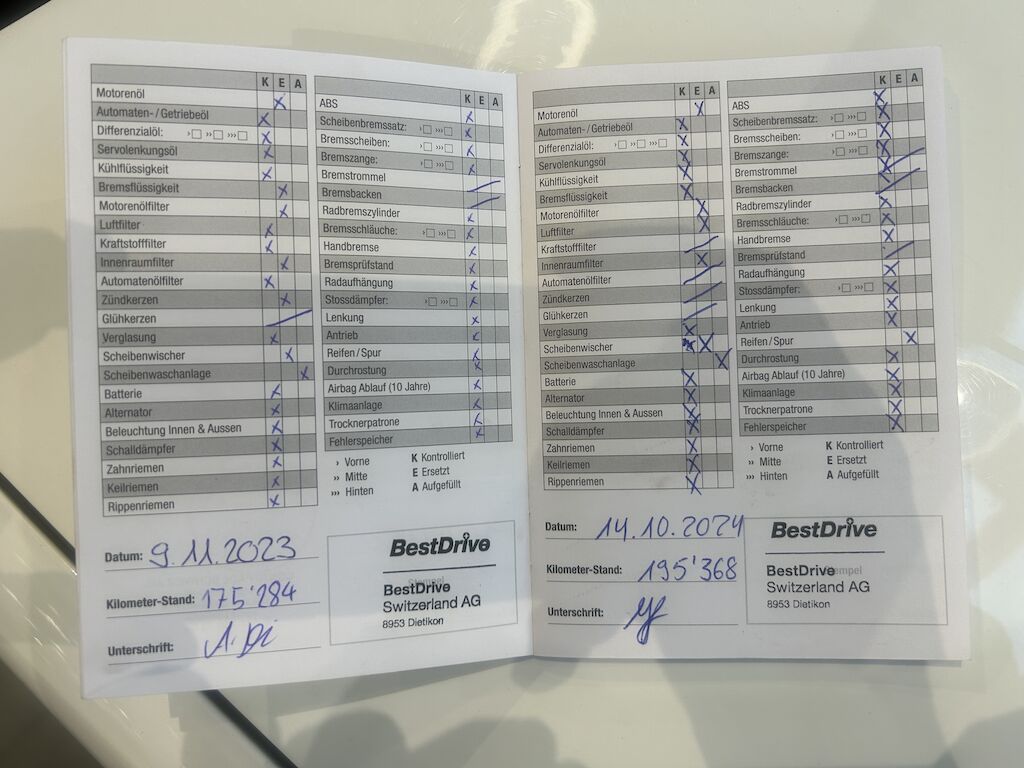 K E A
Motorenöl
Automaten- / Getriebeöl
Differenzialöl: › ›› ›››
Servolenkungsöl
Kühlflüssigkeit
Bremsflüssigkeit
Motorenölfilter
Luftfilter
Kraftstofffilter
Innenraumfilter
Automatenölfilter
Zündkerzen
Glühkerzen
Verglasung
Scheibenwischer
Scheibenwaschanlage
Batterie
Alternator
Beleuchtung Innen & Aussen
Schalldämpfer
Zahnriemen
Keilriemen
Rippenriemen
Datum: 9.11.2023
Kilometer-Stand: 175'284
Unterschrift:
K E A
ABS
Scheibenbremssatz: › ›››
Bremsscheiben: › ›››
Bremszange: › ›››
Bremstrommel
Bremsbacken
Radbremszylinder
Bremsschläuche: › ›››
Handbremse
Bremsprüfstand
Radaufhängung
Stossdämpfer: › ›››
Lenkung
Antrieb
Reifen / Spur
Durchrostung
Airbag Ablauf (10 Jahre)
Klimaanlage
Trocknerpatrone
Fehlerspeicher
› Vorne K Kontrolliert
›› Mitte E Ersetzt
››› Hinten A Aufgefüllt
BestDrive
Stempel
BestDrive
Switzerland AG
8953 Dietikon
K E A
Motorenöl
Automaten- / Getriebeöl
Differenzialöl: › ›› ›››
Servolenkungsöl
Kühlflüssigkeit
Bremsflüssigkeit
Motorenölfilter
Luftfilter
Kraftstofffilter
Innenraumfilter
Automatenölfilter
Zündkerzen
Glühkerzen
Verglasung
Scheibenwischer
Scheibenwaschanlage
Batterie
Alternator
Beleuchtung Innen & Aussen
Schalldämpfer
Zahnriemen
Keilriemen
Rippenriemen
Datum: 14.10.2024
Kilometer-Stand: 195'368
Unterschrift:
K E A
ABS
Scheibenbremssatz: › ›››
Bremsscheiben: › ›››
Bremszange: › ›››
Bremstrommel
Bremsbacken
Radbremszylinder
Bremsschläuche: › ›››
Handbremse
Bremsprüfstand
Radaufhängung
Stossdämpfer: › ›››
Lenkung
Antrieb
Reifen / Spur
Durchrostung
Airbag Ablauf (10 Jahre)
Klimaanlage
Trocknerpatrone
Fehlerspeicher
› Vorne K Kontrolliert
›› Mitte E Ersetzt
››› Hinten A Aufgefüllt
BestDrive
BestDrive Stempel
Switzerland AG
8953 Dietikon